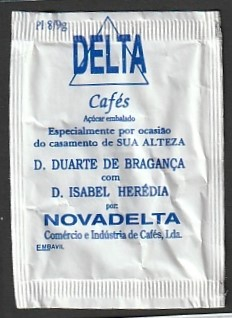 PI 8/9g
DELTA
Cafés
Açúcar embalado
Especialmente por ocasião
do casamento de SUA ALTEZA
D. DUARTE DE BRAGANÇA
com
D. ISABEL HERÉDIA
por:
NOVADELTA
Comércio e Indústria de Cafés, Lda.
EMBAVIL